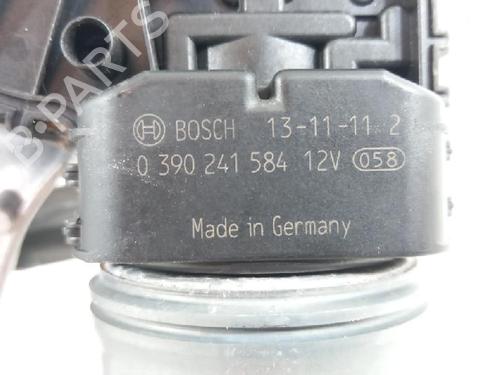 BOSCH 13-11-11 2
0 390 241 584 12V 058
Made in Germany
B-PARTS